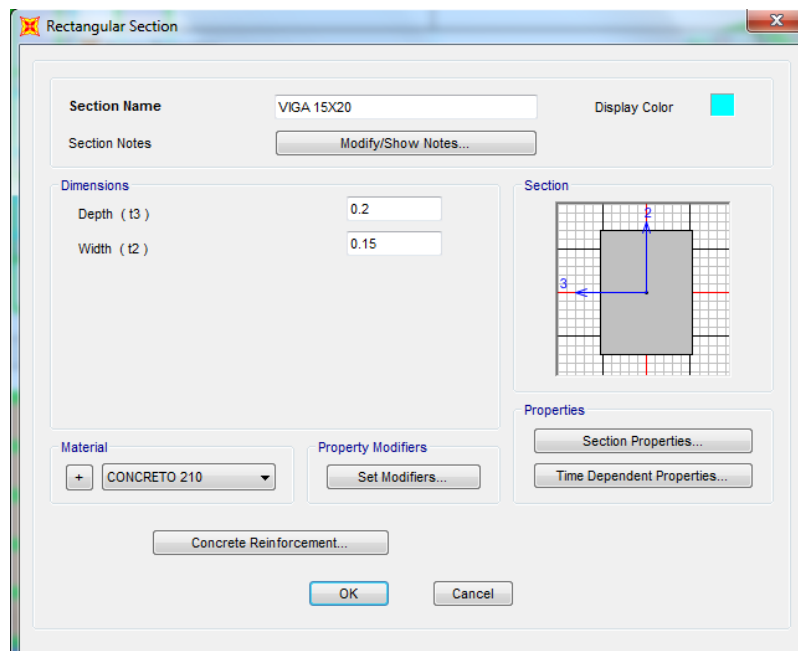 Rectangular Section
Section Name VIGA 15X20 Display Color
Section Notes Modify/Show Notes...
Dimensions
Depth ( t3 ) 0.2
Width ( t2 ) 0.15
Section
2
3
Properties
Section Properties...
Time Dependent Properties...
Material
+ CONCRETO 210
Property Modifiers
Set Modifiers...
Concrete Reinforcement...
OK Cancel